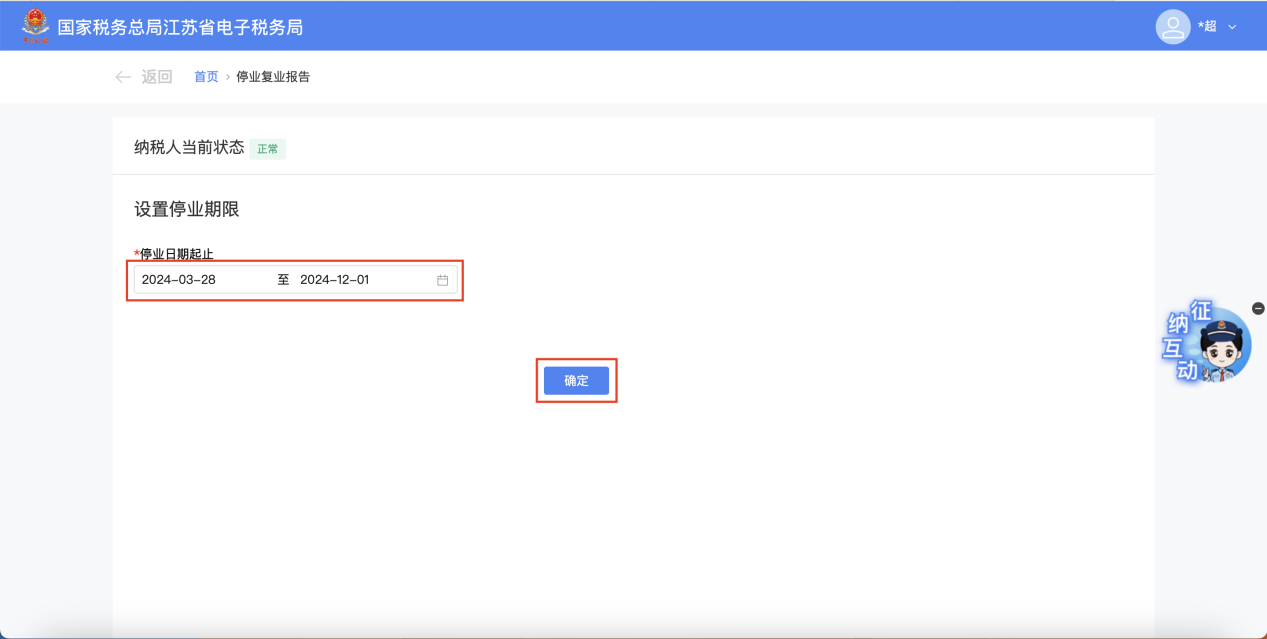 国家税务总局江苏省电子税务局
*超
返回 首页 > 停业复业报告
纳税人当前状态 正常
设置停业期限
*停业日期起止
2024-03-28 至 2024-12-01
确定
征纳互动